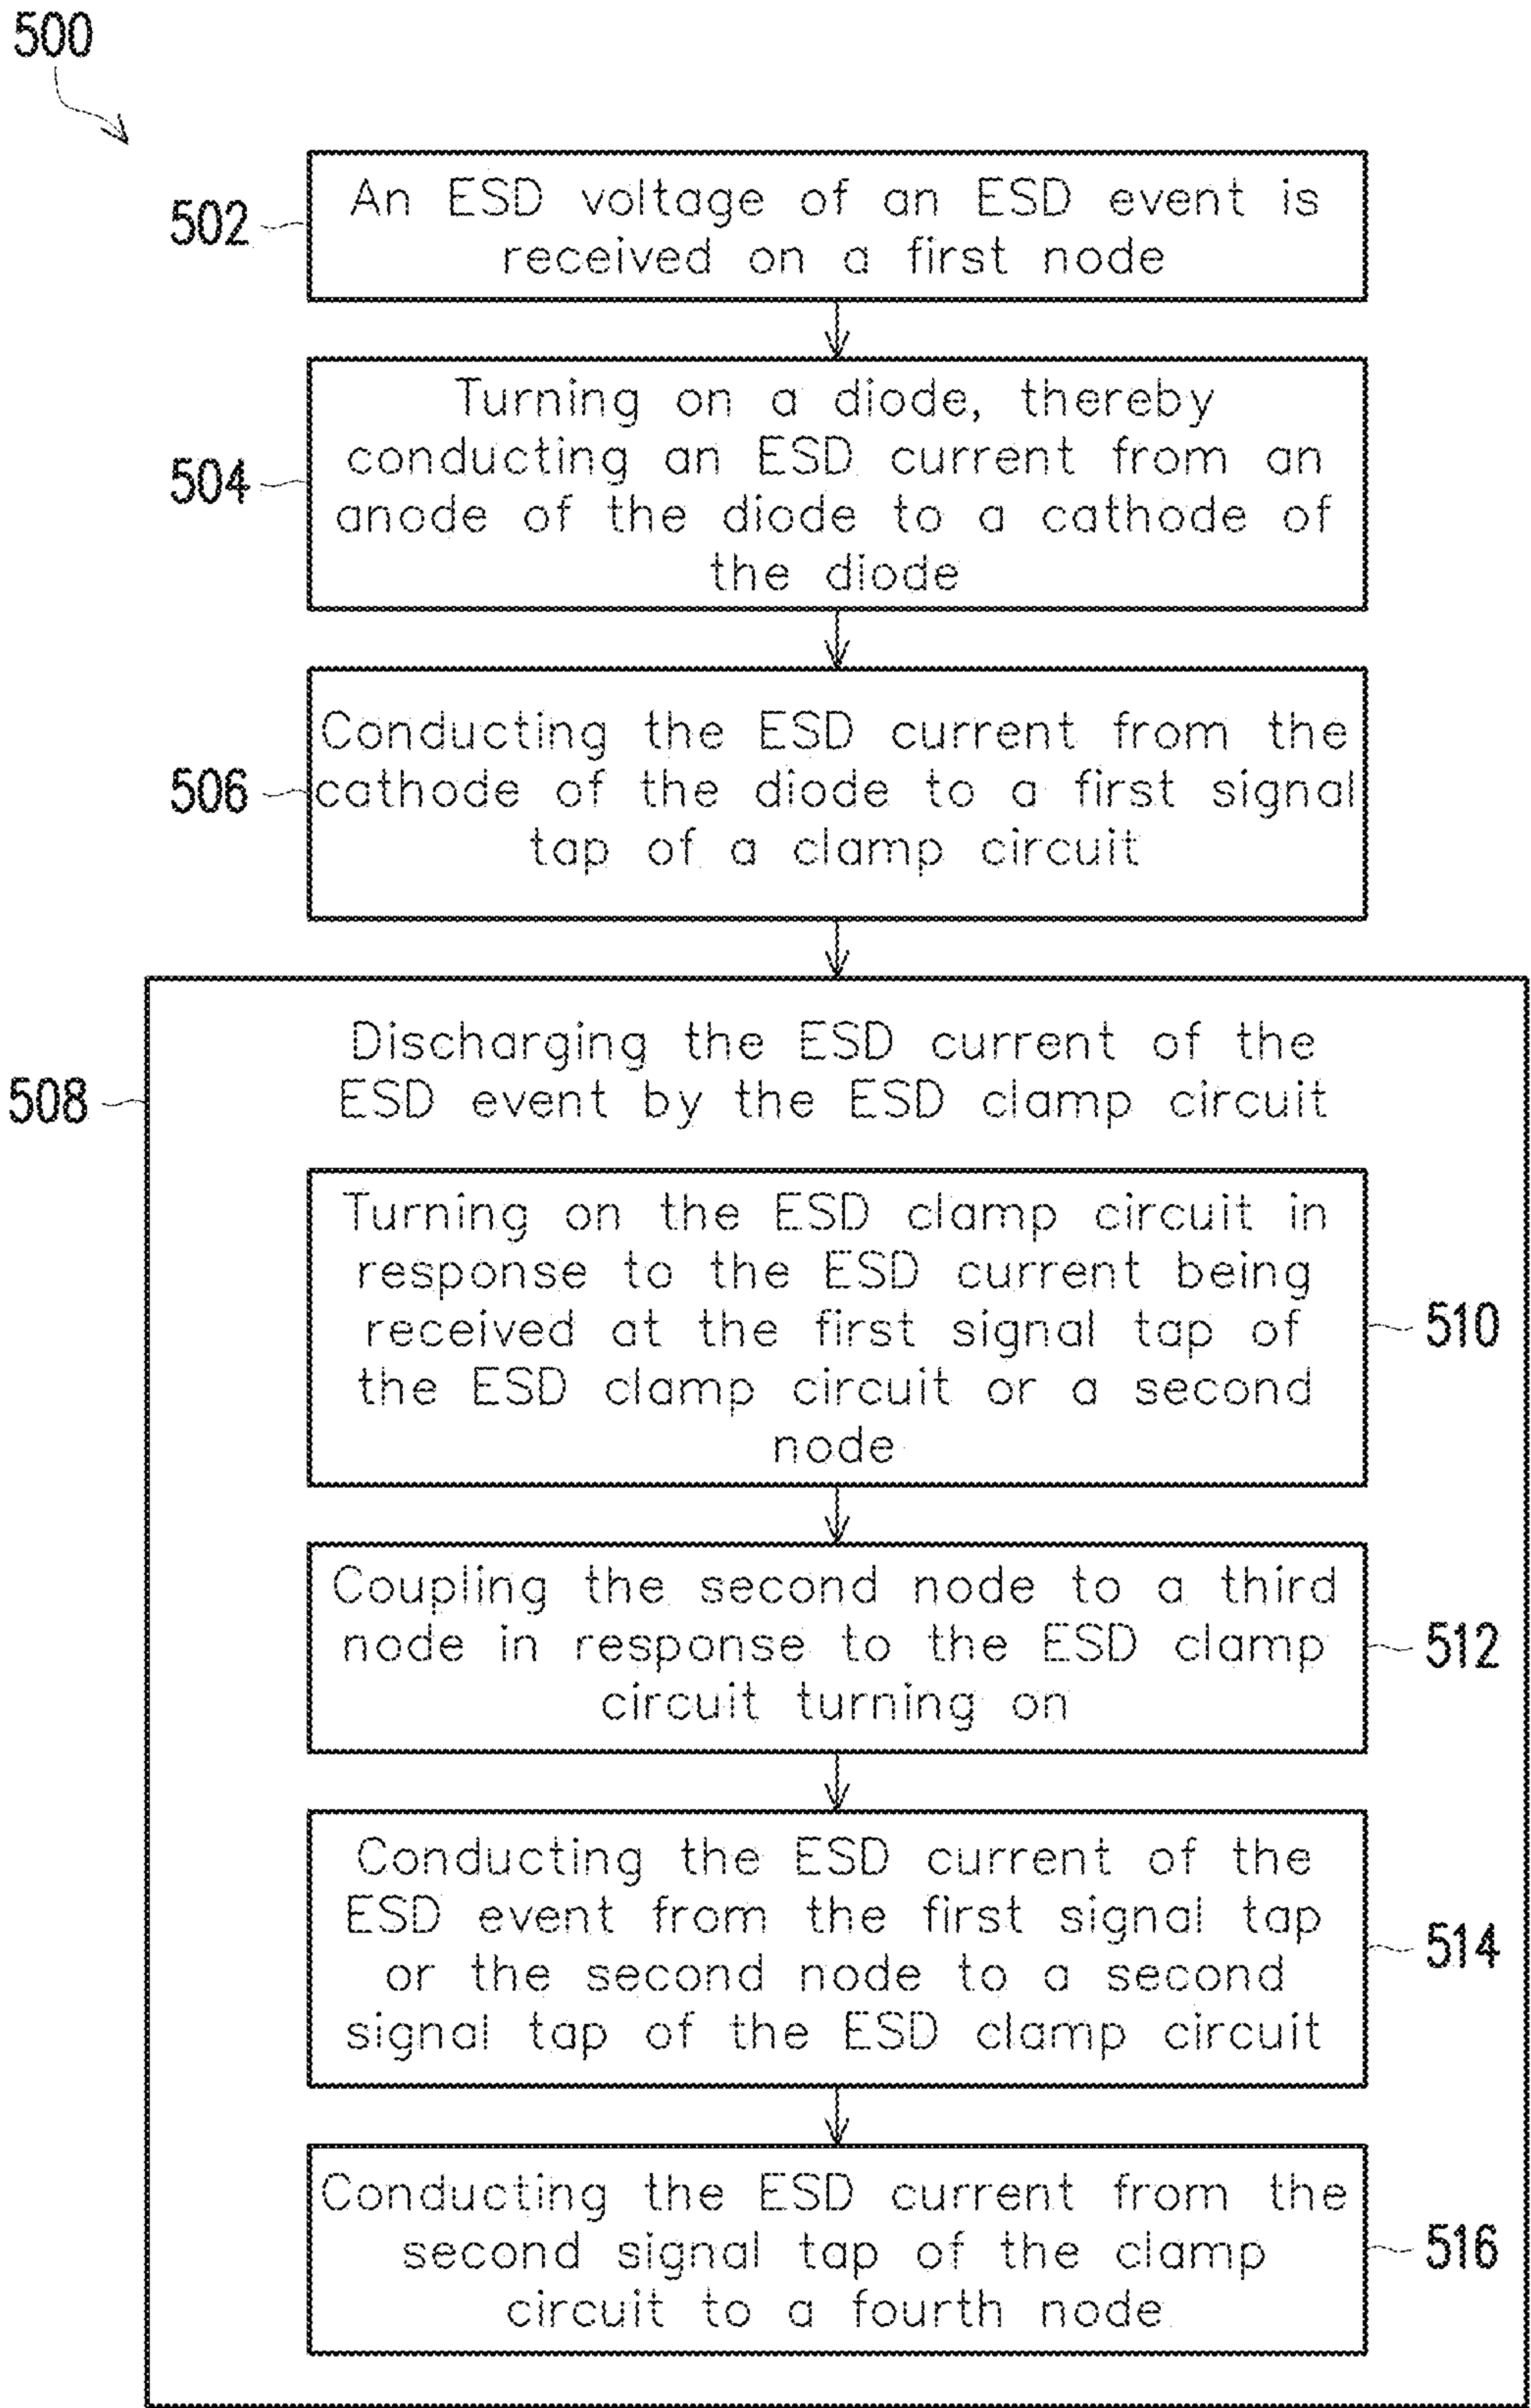 500
502
An ESD voltage of an ESD event is
received on a first node
504
Turning on a diode, thereby
conducting an ESD current from an
anode of the diode to a cathode of
the diode
506
Conducting the ESD current from the
cathode of the diode to a first signal
tap of a clamp circuit
508
Discharging the ESD current of the
ESD event by the ESD clamp circuit
Turning on the ESD clamp circuit in
response to the ESD current being
received at the first signal tap of
the ESD clamp circuit or a second
node
510
Coupling the second node to a third
node in response to the ESD clamp
circuit turning on
512
Conducting the ESD current of the
ESD event from the first signal tap
or the second node to a second
signal tap of the ESD clamp circuit
514
Conducting the ESD current from the
second signal tap of the clamp
circuit to a fourth node
516